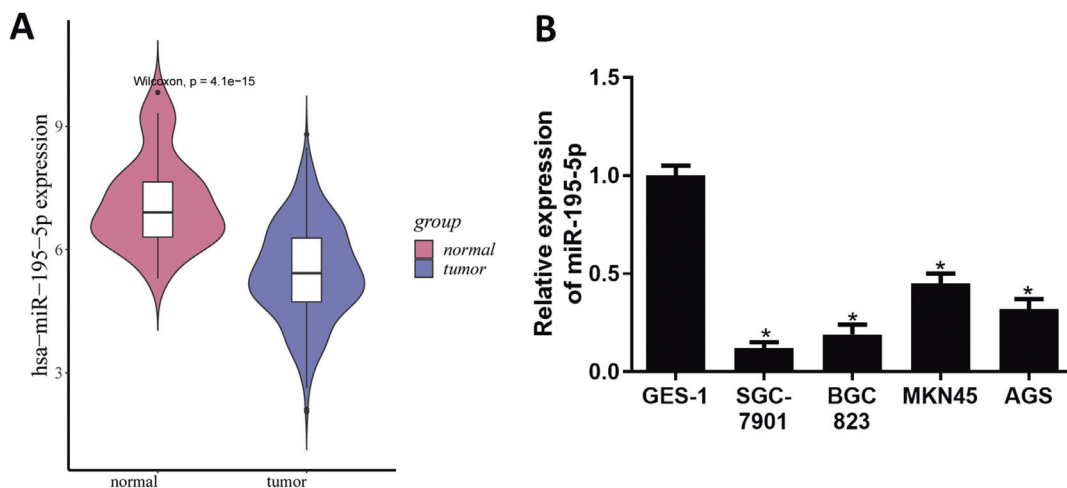 A
Wilcoxon, p = 4.1e−15
hsa−miR−195−5p expression
9
6
3
normal
tumor
group
normal
tumor
B
Relative expression
of miR-195-5p
1.5
1.0
0.5
0.0
*
*
*
*
GES-1
SGC-
7901
BGC
823
MKN45
AGS